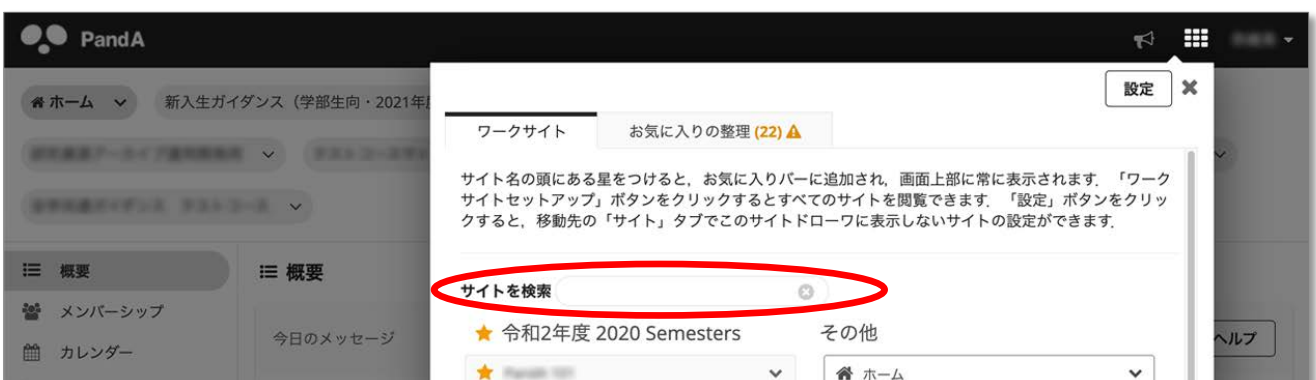 PandA
ホーム
新入生ガイダンス（学部生向・2021年
設定
ワークサイト
お気に入りの整理 (22)
サイト名の頭にある星をつけると，お気に入りバーに追加され，画面上部に常に表示されます．「ワーク
サイトセットアップ」ボタンをクリックするとすべてのサイトを閲覧できます．「設定」ボタンをクリッ
クすると，移動先の「サイト」タブでこのサイトドローワに表示しないサイトの設定ができます．
概要
概要
サイトを検索
メンバーシップ
今日のメッセージ
令和2年度 2020 Semesters
その他
ヘルプ
カレンダー
ホーム